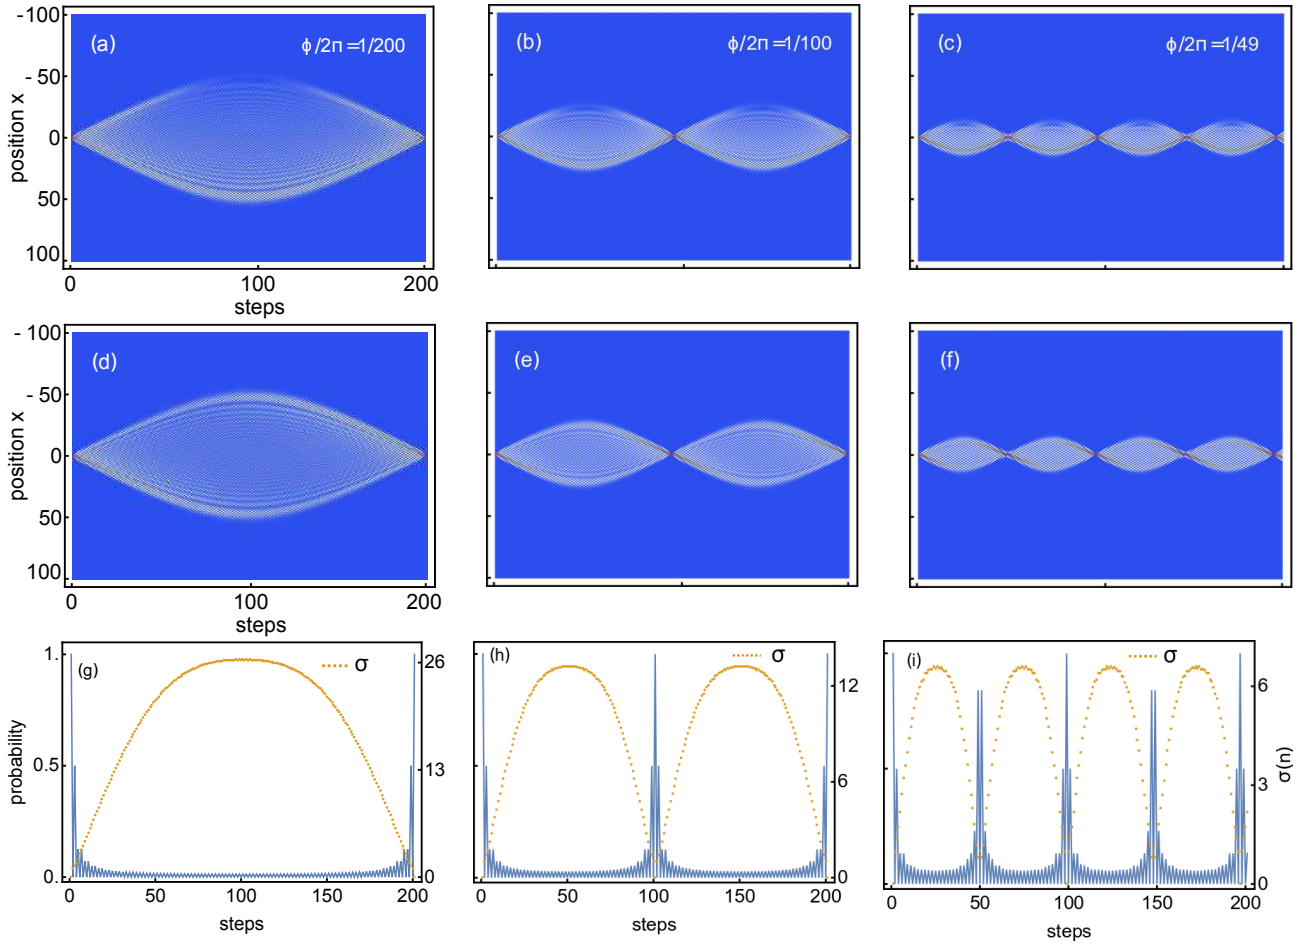 -100
(a)
ϕ/2π=1/200
- 50
position x
0
50
100
0
100
200
steps
(b)
ϕ/2π=1/100
(c)
ϕ/2π=1/49
- 100
(d)
- 50
position x
0
50
100
0
100
200
steps
(e)
(f)
1.
(g)
σ
26
probability
0.5
13
0.
0
0
50
100
150
200
steps
(h)
σ
12
6
0
0
50
100
150
200
steps
(i)
σ
6
3
σ(n)
0
0
50
100
150
200
steps